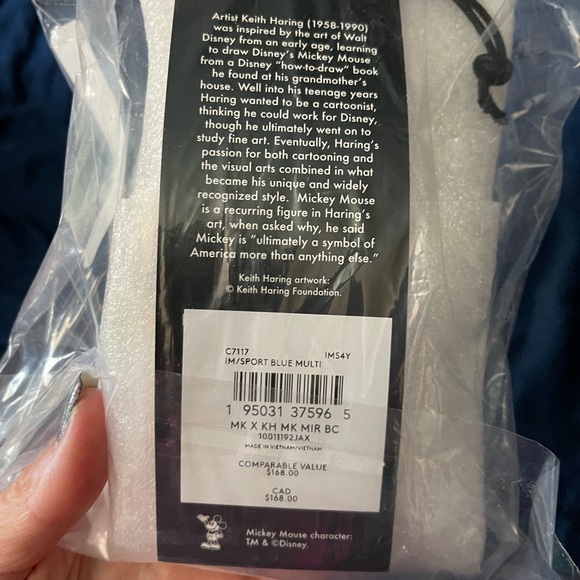 Artist Keith Haring (1958-1990)
was inspired by the art of Walt
Disney from an early age, learning
to draw Disney's Mickey Mouse
from a Disney "how-to-draw" book
he found at his grandmother's
house. Well into his teenage years
Haring wanted to be a cartoonist,
thinking he could work for Disney,
though he ultimately went on to
study fine art. Eventually, Haring's
passion for both cartooning and
the visual arts combined in what
became his unique and widely
recognized style. Mickey Mouse
is a recurring figure in Haring's
art, when asked why, he said
Mickey is "ultimately a symbol of
America more than anything else."
Keith Haring artwork:
© Keith Haring Foundation.
C7117 IMS4Y
IM/SPORT BLUE MULTI
1 95031 37596 5
MK X KH MK MIR BC
10011192JAX
MADE IN VIETNAM/VIETNAM
COMPARABLE VALUE
$168.00
CAD
$168.00
Mickey Mouse character:
TM & ©Disney.